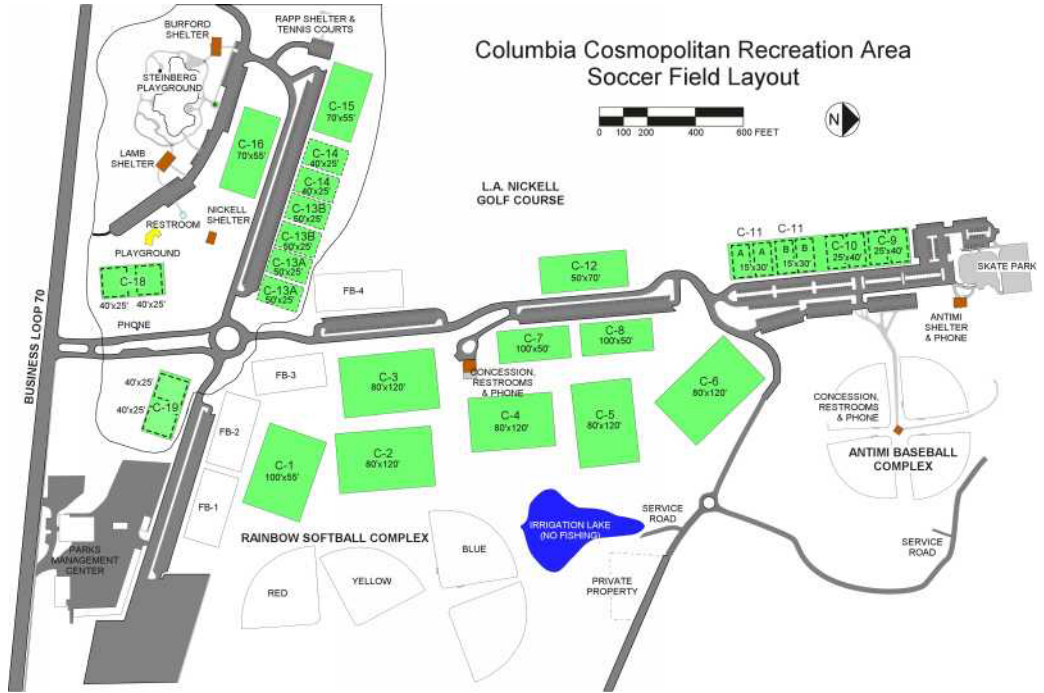 Columbia Cosmopolitan Recreation Area
Soccer Field Layout
0 100 200 400 600 FEET
N
BURFORD
SHELTER
RAPP SHELTER &
TENNIS COURTS
STEINBERG
PLAYGROUND
C-15
70'x55'
C-16
70'x55'
C-14
40'x25'
C-14
40'x25'
C-13B
50'x25'
C-13B
50'x25'
C-13A
50'x25'
C-13A
50'x25'
LAMB
SHELTER
RESTROOM
NICKELL
SHELTER
PLAYGROUND
C-18
40'x25'
40'x25'
PHONE
BUSINESS LOOP 70
L.A. NICKELL
GOLF COURSE
FB-4
C-12
50'x70'
C-11
C-11
A
A
B
B
15'x30'
15'x30'
C-10
25'x40'
C-9
25'x40'
SKATE PARK
ANTIMI
SHELTER
& PHONE
C-7
100'x50'
C-8
100'x50'
CONCESSION,
RESTROOMS
& PHONE
FB-3
C-3
80'x120'
C-6
80'x120'
40'x25'
40'x25'
C-19
FB-2
C-4
80'x120'
C-5
80'x120'
CONCESSION,
RESTROOMS
& PHONE
ANTIMI BASEBALL
COMPLEX
C-1
100'x55'
C-2
80'x120'
FB-1
RAINBOW SOFTBALL COMPLEX
IRRIGATION LAKE
(NO FISHING)
SERVICE
ROAD
SERVICE
ROAD
PARKS
MANAGEMENT
CENTER
RED
YELLOW
BLUE
PRIVATE
PROPERTY